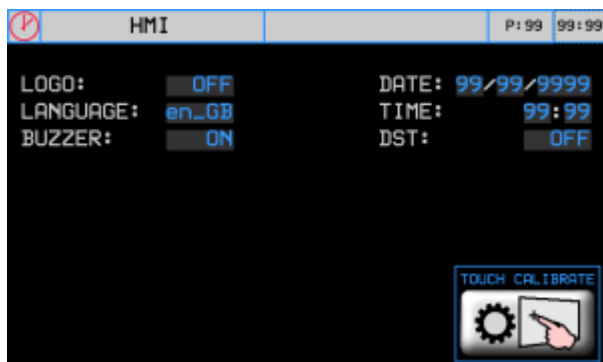 HMI P:99 99:99
LOGO: OFF DATE: 99/99/9999
LANGUAGE: en_GB TIME: 99:99
BUZZER: ON DST: OFF
TOUCH CALIBRATE